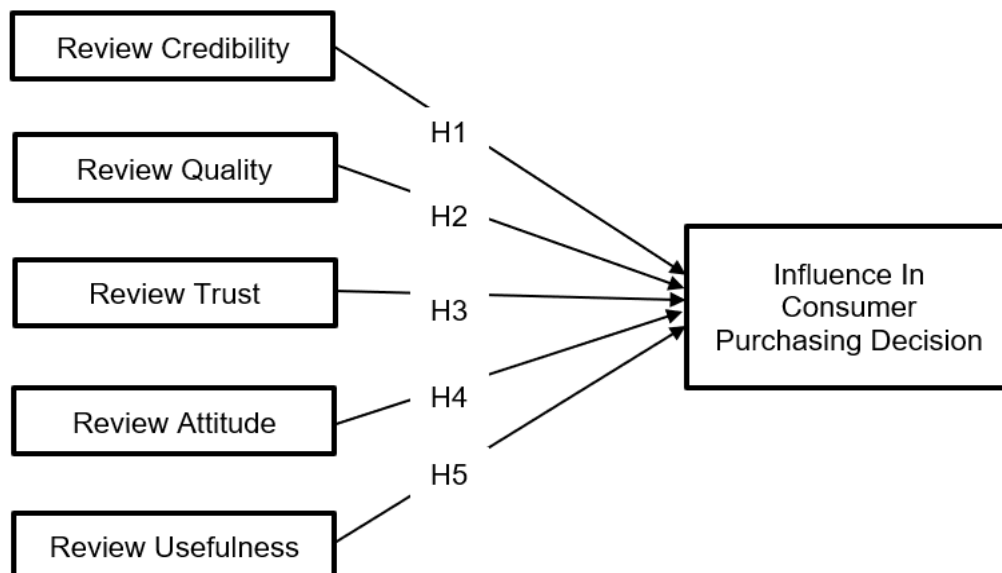 Review Credibility
H1
Review Quality
H2
Review Trust
H3
Review Attitude
H4
Review Usefulness
H5
Influence In
Consumer
Purchasing Decision